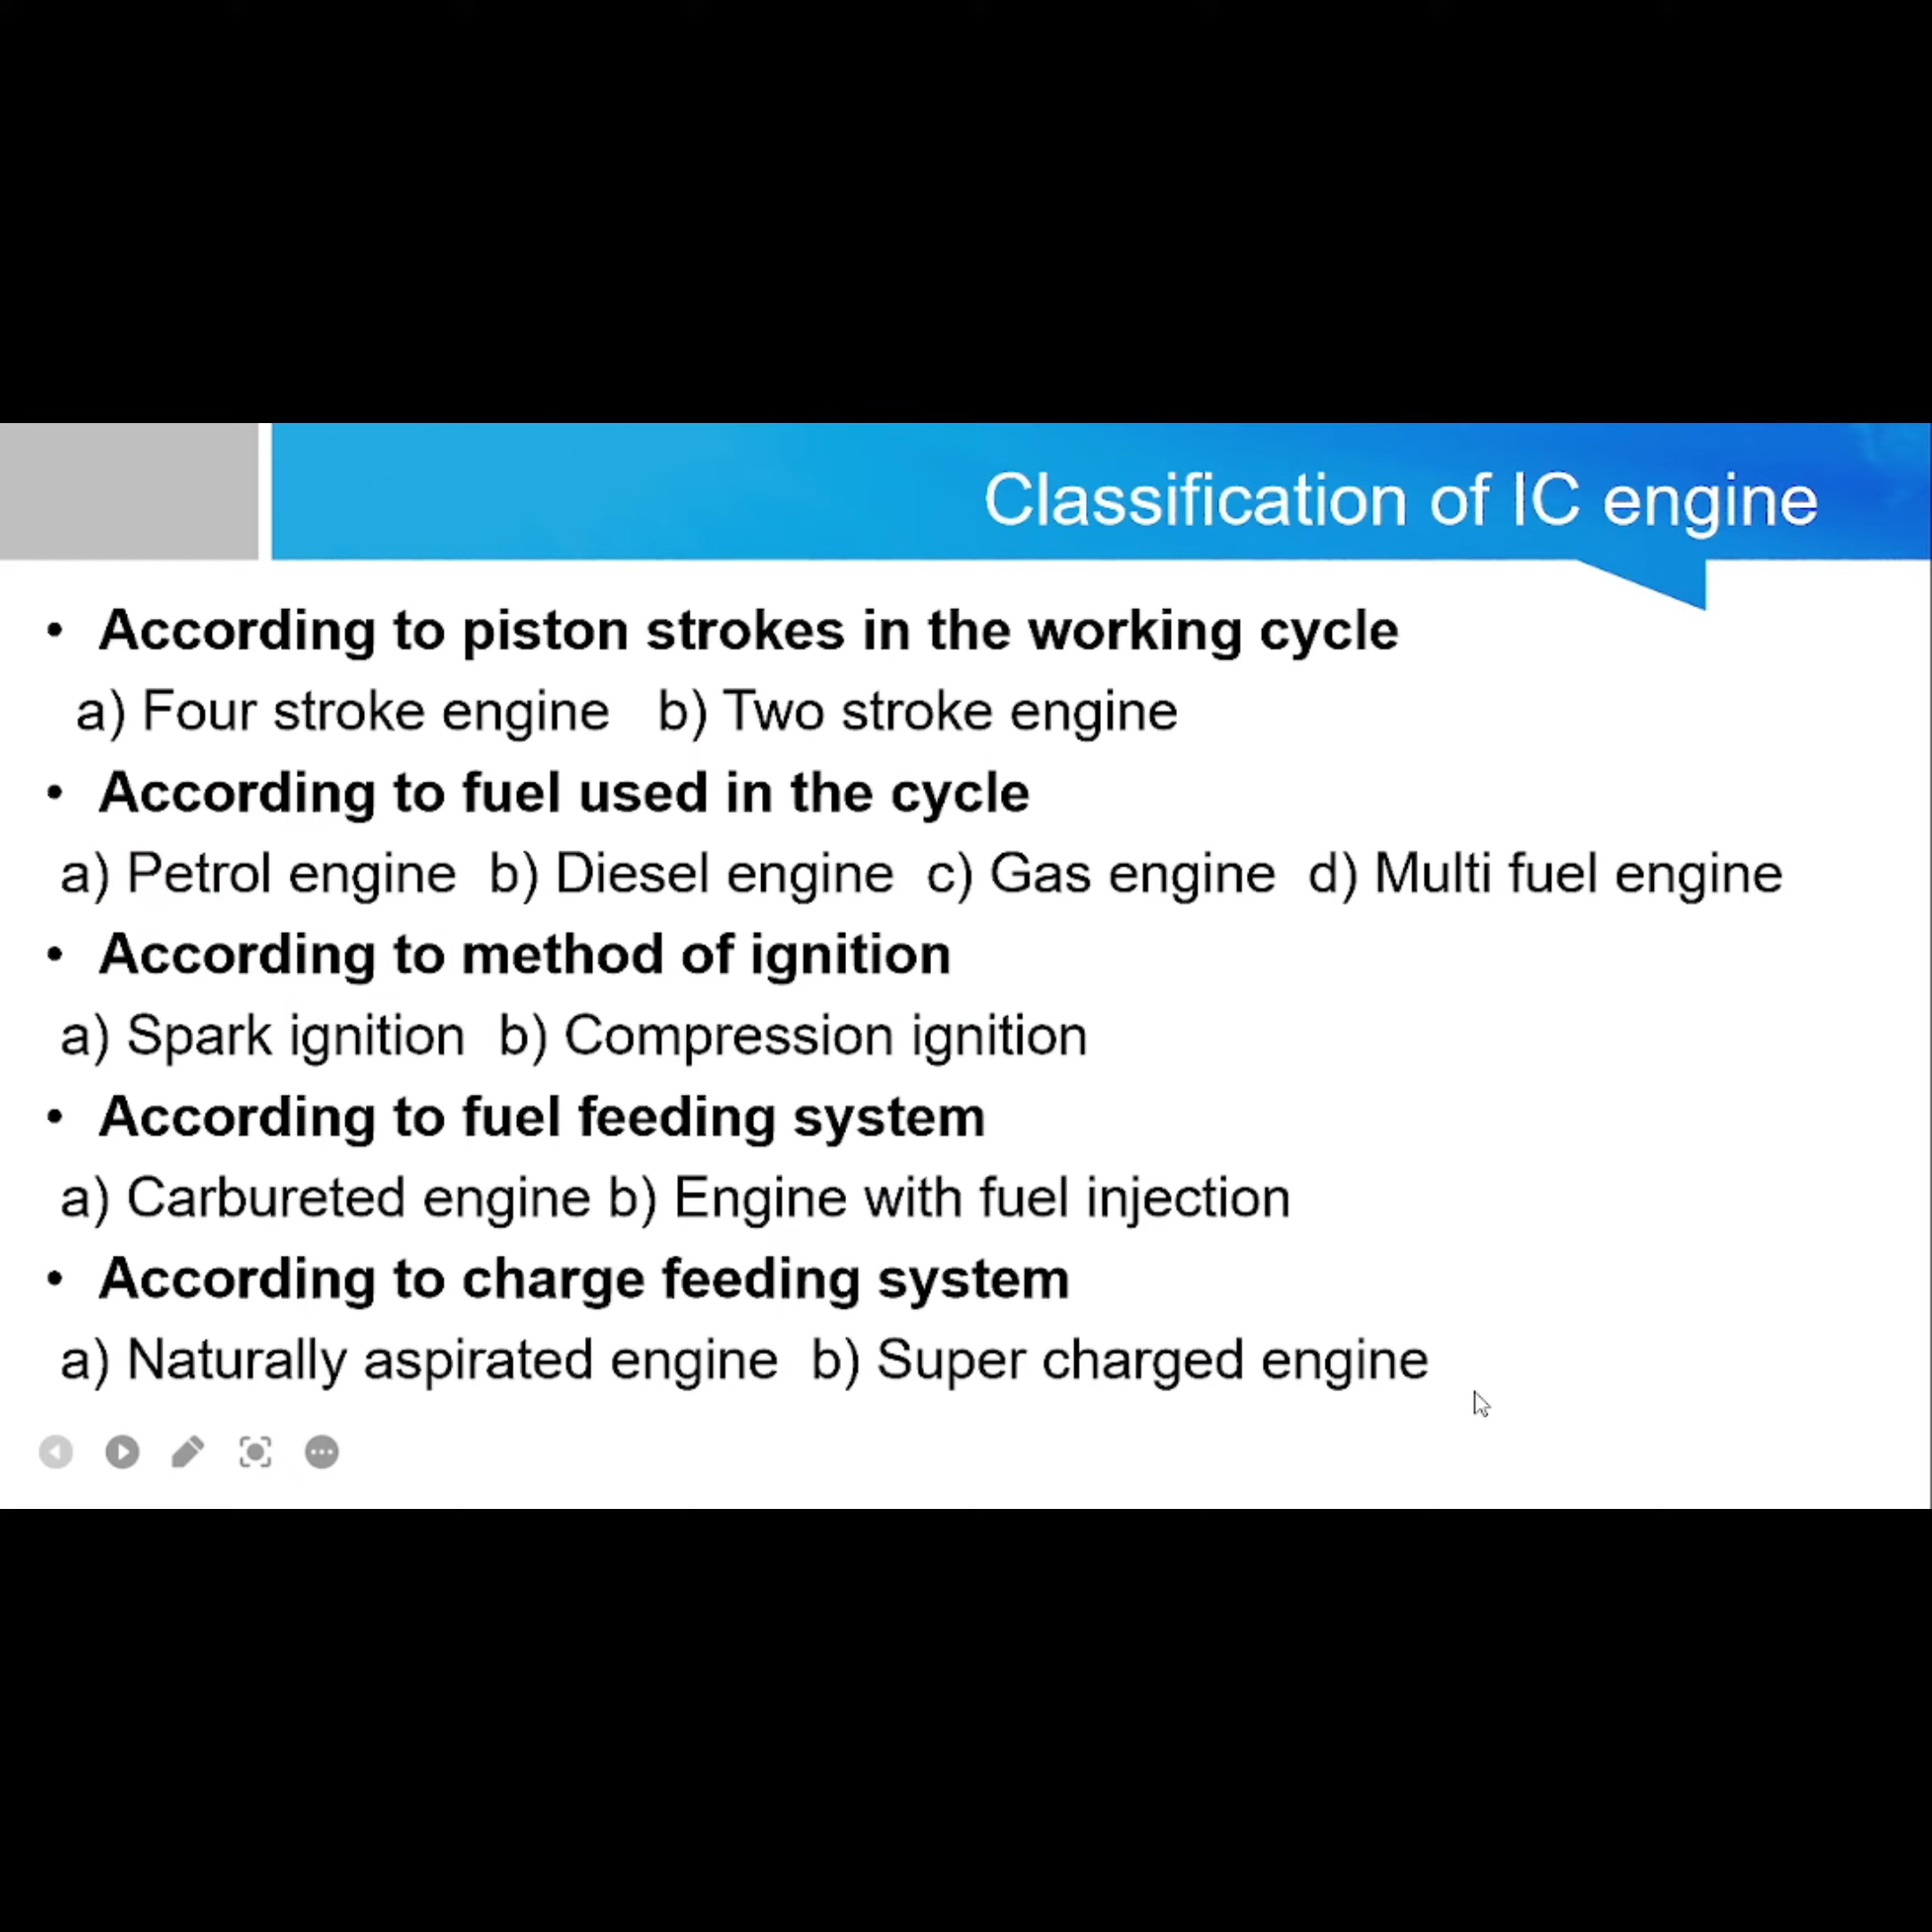 Classification of IC engine
• According to piston strokes in the working cycle
a) Four stroke engine b) Two stroke engine
• According to fuel used in the cycle
a) Petrol engine b) Diesel engine c) Gas engine d) Multi fuel engine
• According to method of ignition
a) Spark ignition b) Compression ignition
• According to fuel feeding system
a) Carbureted engine b) Engine with fuel injection
• According to charge feeding system
a) Naturally aspirated engine b) Super charged engine